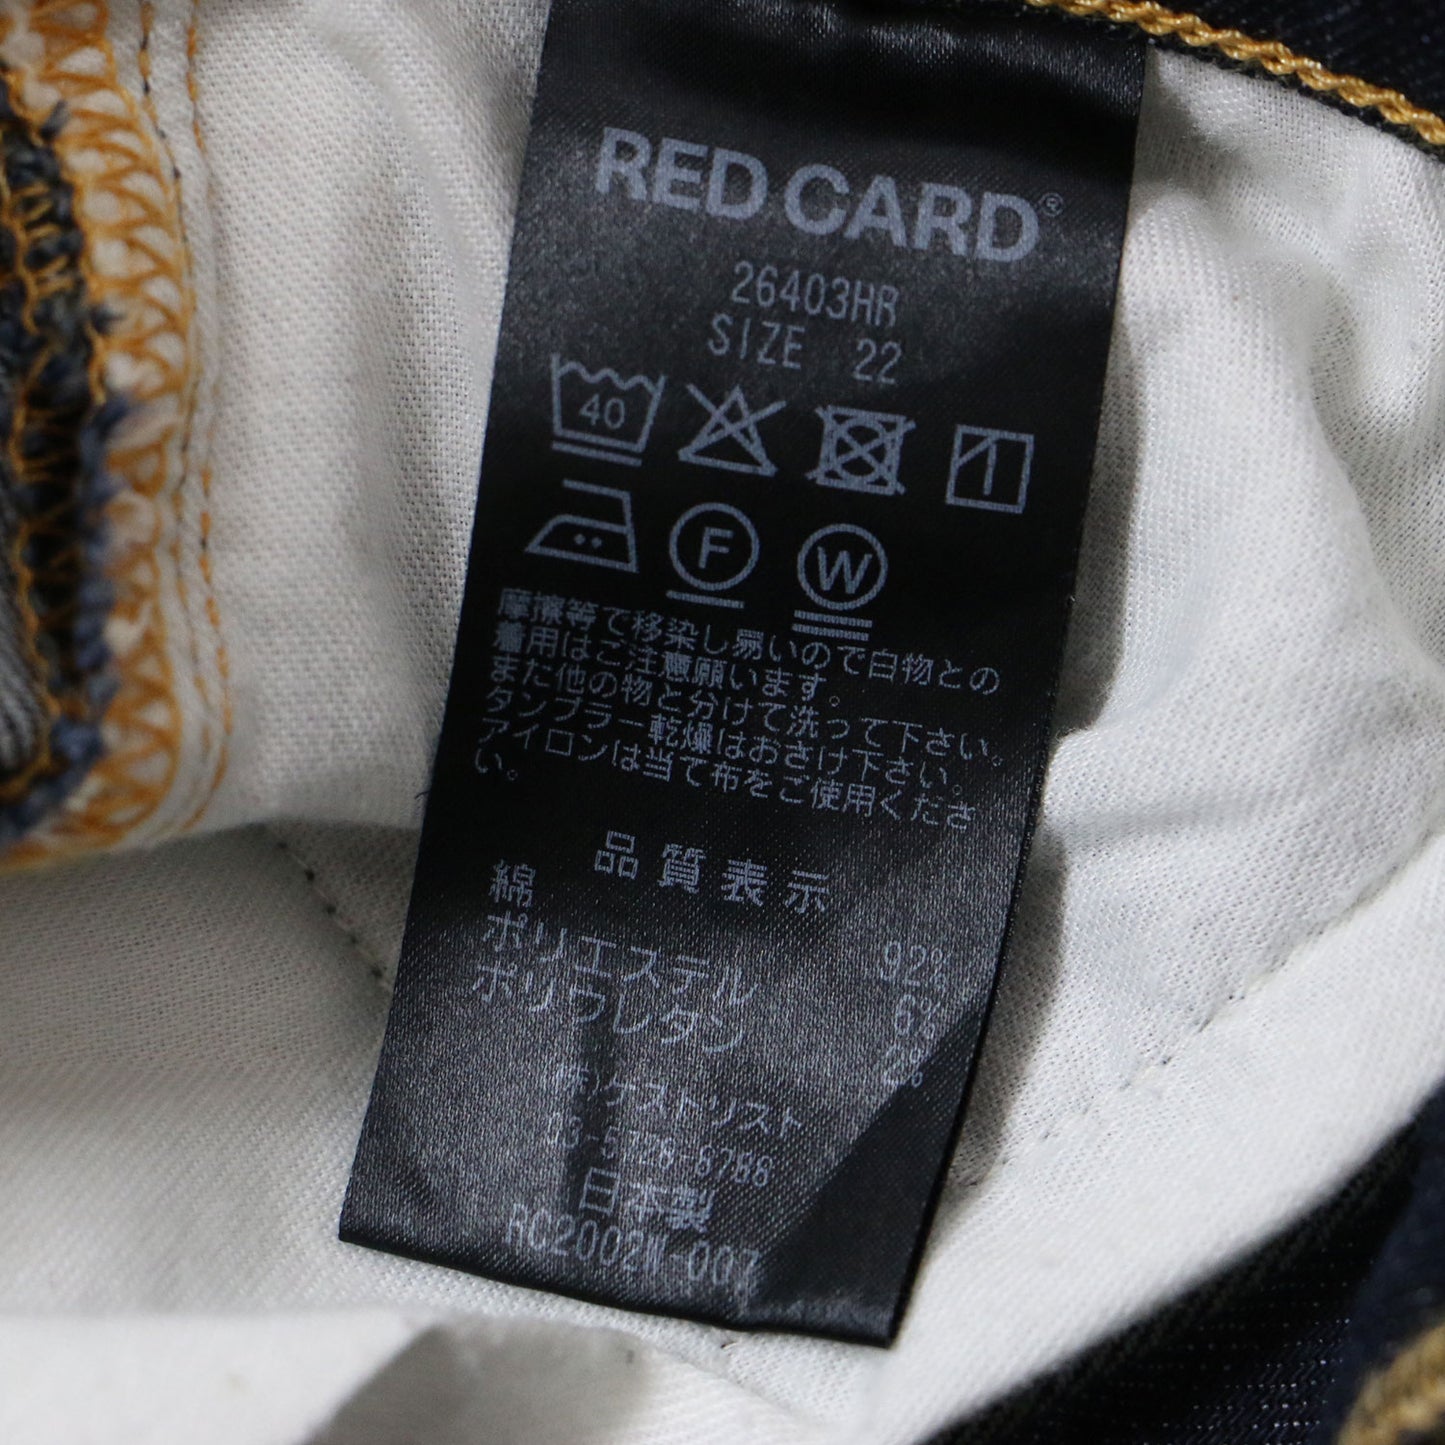 RED CARD®
26403HR
SIZE 22
40
F W
摩擦等で移染し易いので白物との
着用はご注意願います。
また他の物と分けて洗って下さい。
タンブラー乾燥はおさけ下さい。
アイロンは当て布をご使用くださ
い。
品質表示
綿 92%
ポリエステル 6%
ポリウレタン 2%
(株)ゲストリスト
03-5728-8788
日本製
RC2002W-007